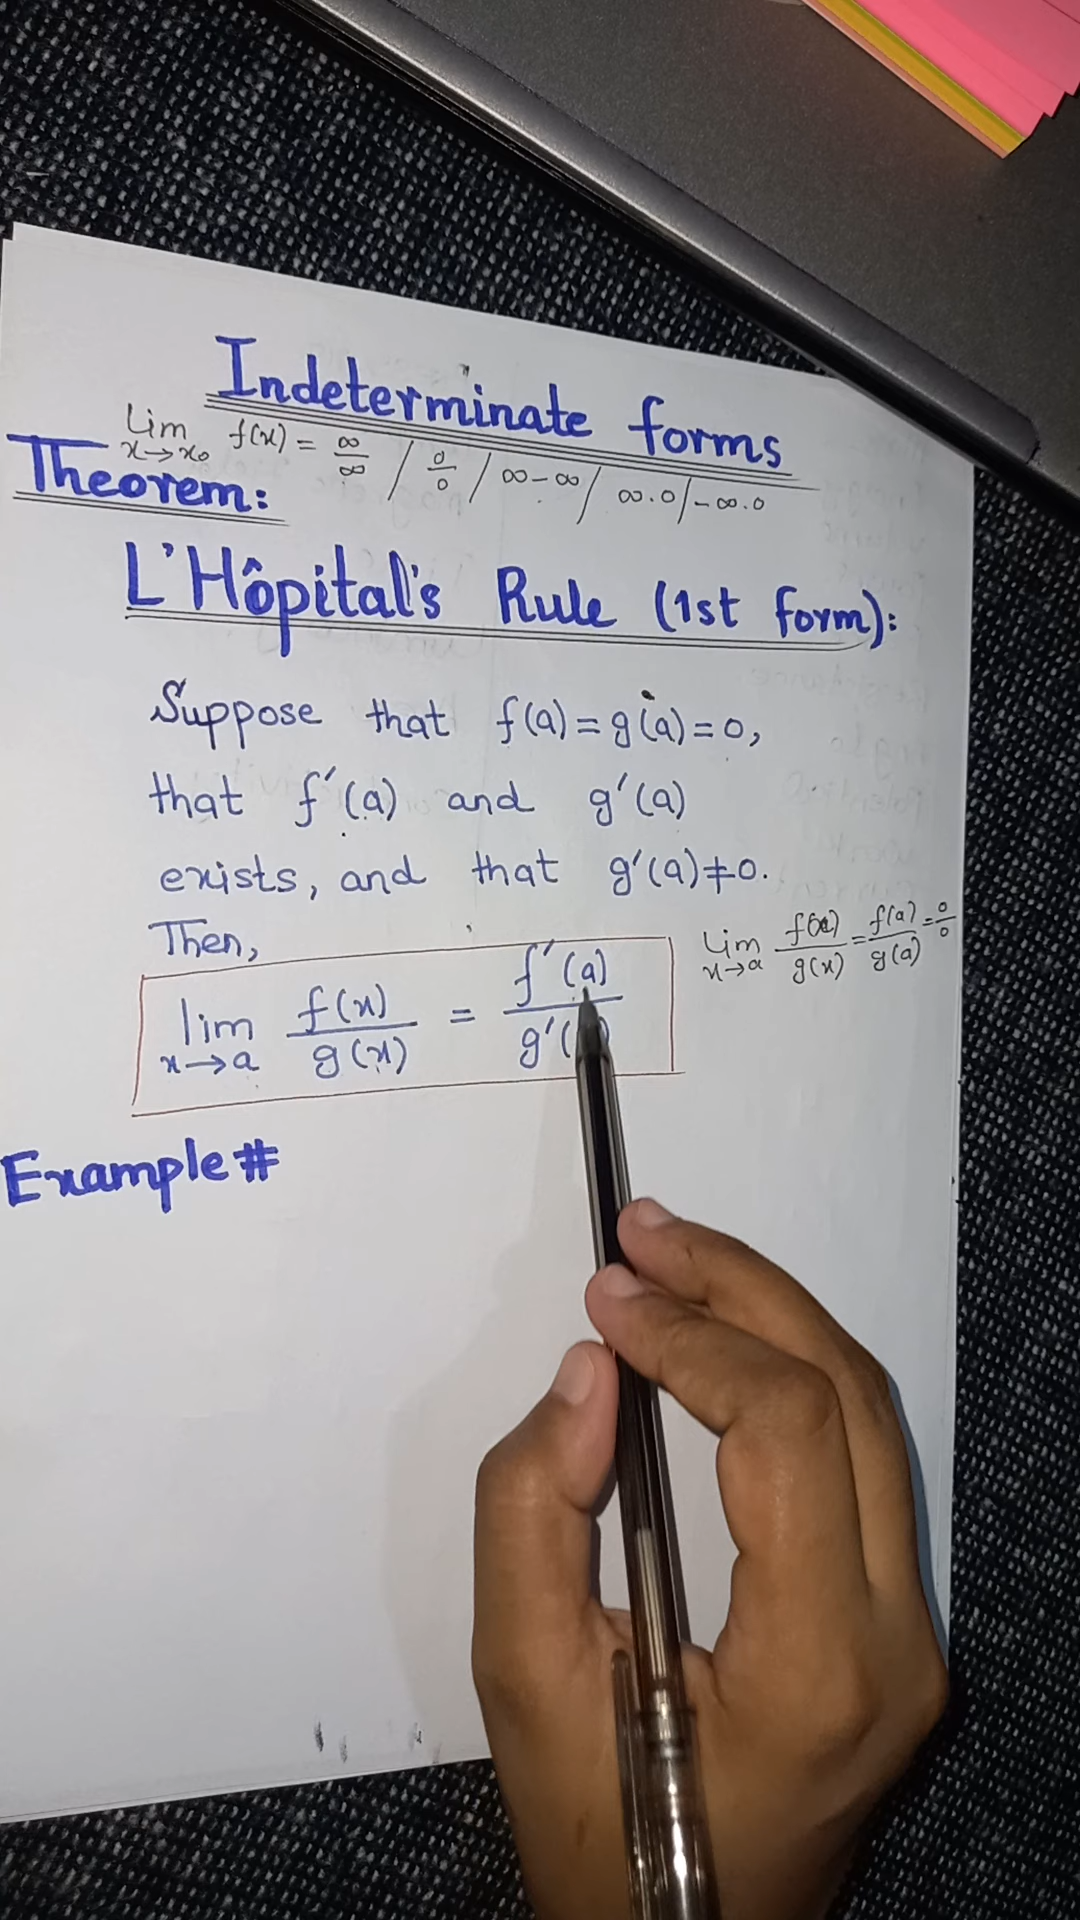 Indeterminate forms
Lim x→x₀ f(x) = ∞/∞ / 0/0 / ∞-∞ / ∞.0 / -∞.0
Theorem:
L'Hôpital's Rule (1st form):
Suppose that f(a)=g(a)=0,
that f'(a) and g'(a)
exists, and that g'(a)≠0.
Then,
lim x→a f(x)/g(x) = f'(a)/g'(
Lim x→a f(x)/g(x) = f(a)/g(a) = 0/0
Example#